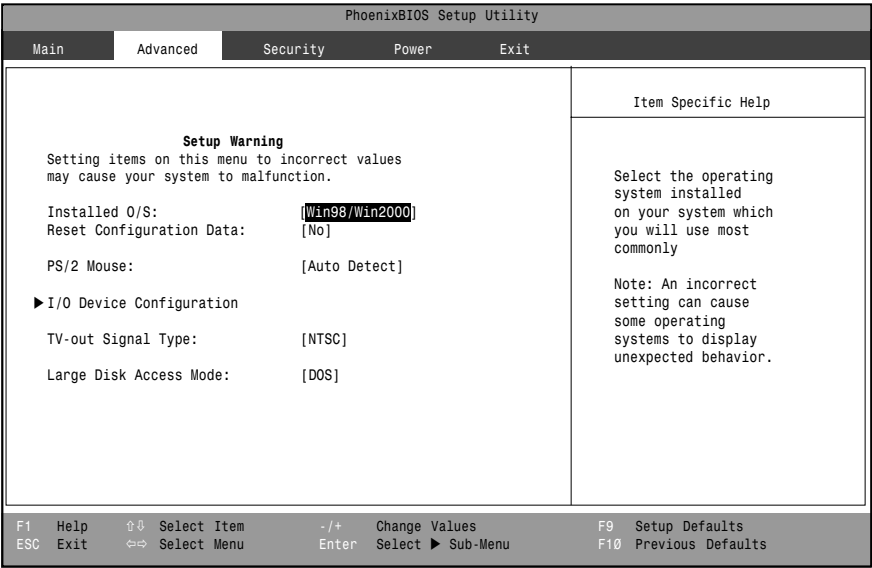 PhoenixBIOS Setup Utility
Main Advanced Security Power Exit
Item Specific Help
Setup Warning
Setting items on this menu to incorrect values
may cause your system to malfunction.
Installed O/S: [Win98/Win2000]
Reset Configuration Data: [No]
PS/2 Mouse: [Auto Detect]
▶I/O Device Configuration
TV-out Signal Type: [NTSC]
Large Disk Access Mode: [DOS]
Select the operating
system installed
on your system which
you will use most
commonly
Note: An incorrect
setting can cause
some operating
systems to display
unexpected behavior.
F1 Help ⇧⇩ Select Item -/+ Change Values F9 Setup Defaults
ESC Exit ⇦⇨ Select Menu Enter Select ▶ Sub-Menu F1Ø Previous Defaults